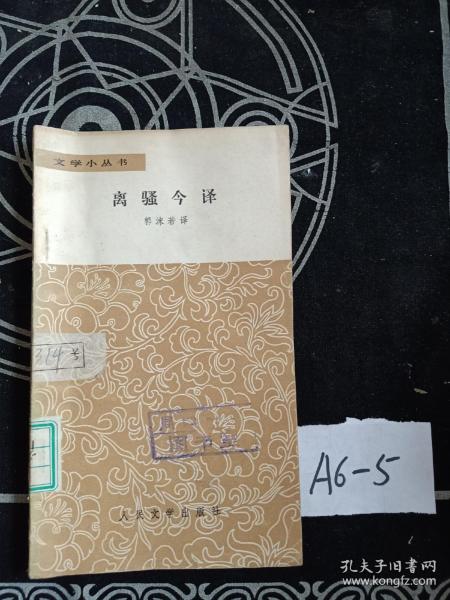 文学小丛书
离骚今译
郭沫若译
314号
A6-5
人民文学出版社
孔夫子旧书网
www.kongfz.com